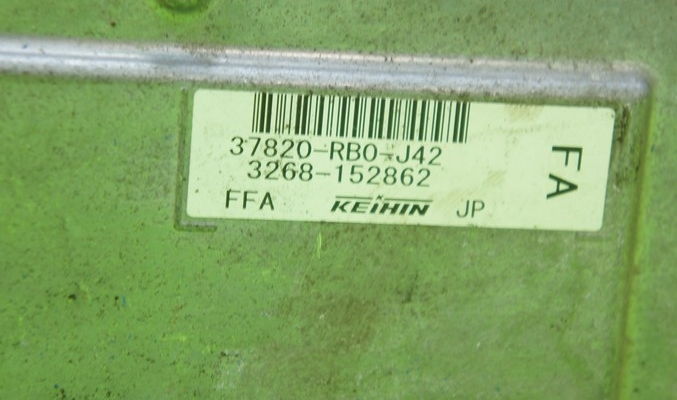 37820-RB0-J42
3268-152862
FFA KEIHIN JP
FA